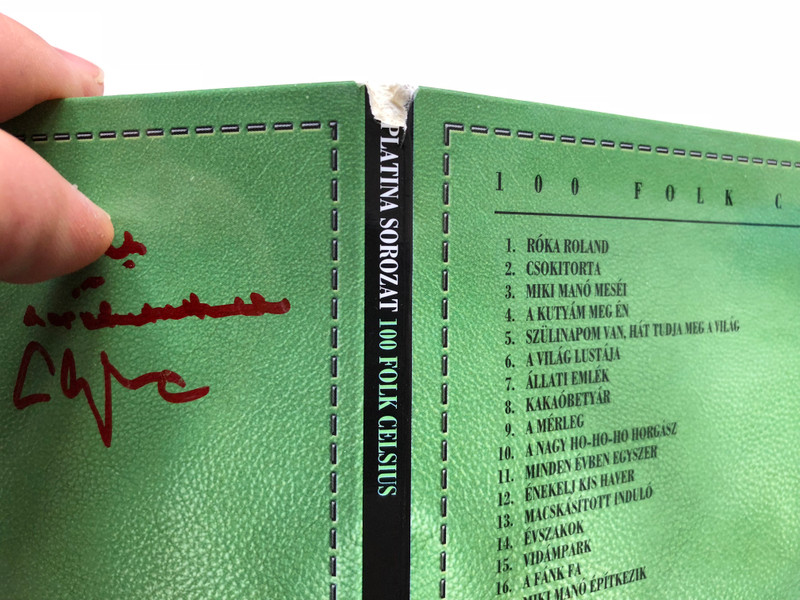 PLATINA SOROZAT 100 FOLK CELSIUS
100 FOLK C
1. RÓKA ROLAND
2. CSOKITORTA
3. MIKI MANÓ MESÉI
4. A KUTYÁM MEG ÉN
5. SZÜLINAPOM VAN, HÁT TUDJA MEG A VILÁG
6. A VILÁG LUSTÁJA
7. ÁLLATI EMLÉK
8. KAKAÓBETYÁR
9. A MÉRLEG
10. A NAGY HO-HO-HO HORGÁSZ
11. MINDEN ÉVBEN EGYSZER
12. ÉNEKELJ KIS HAVER
13. MACSKÁSÍTOTT INDULÓ
14. ÉVSZAKOK
15. VIDÁMPARK
16. A FÁNK FA
MIKI MANÓ ÉPÍTKEZIK